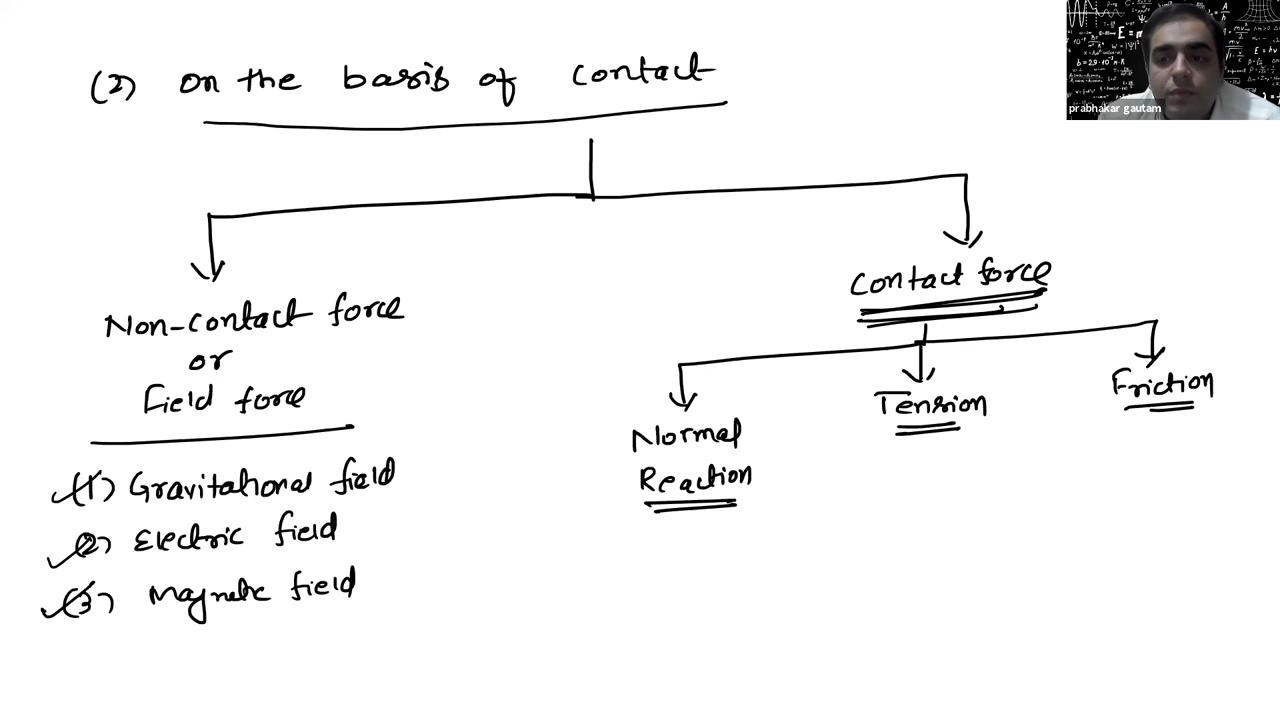 (2) on the basis of contact
Non-contact force
or
Field force
(1) Gravitational field
(2) Electric field
(3) Magnetic field
Contact force
Normal
Reaction
Tension
Friction
prabhakar gautam